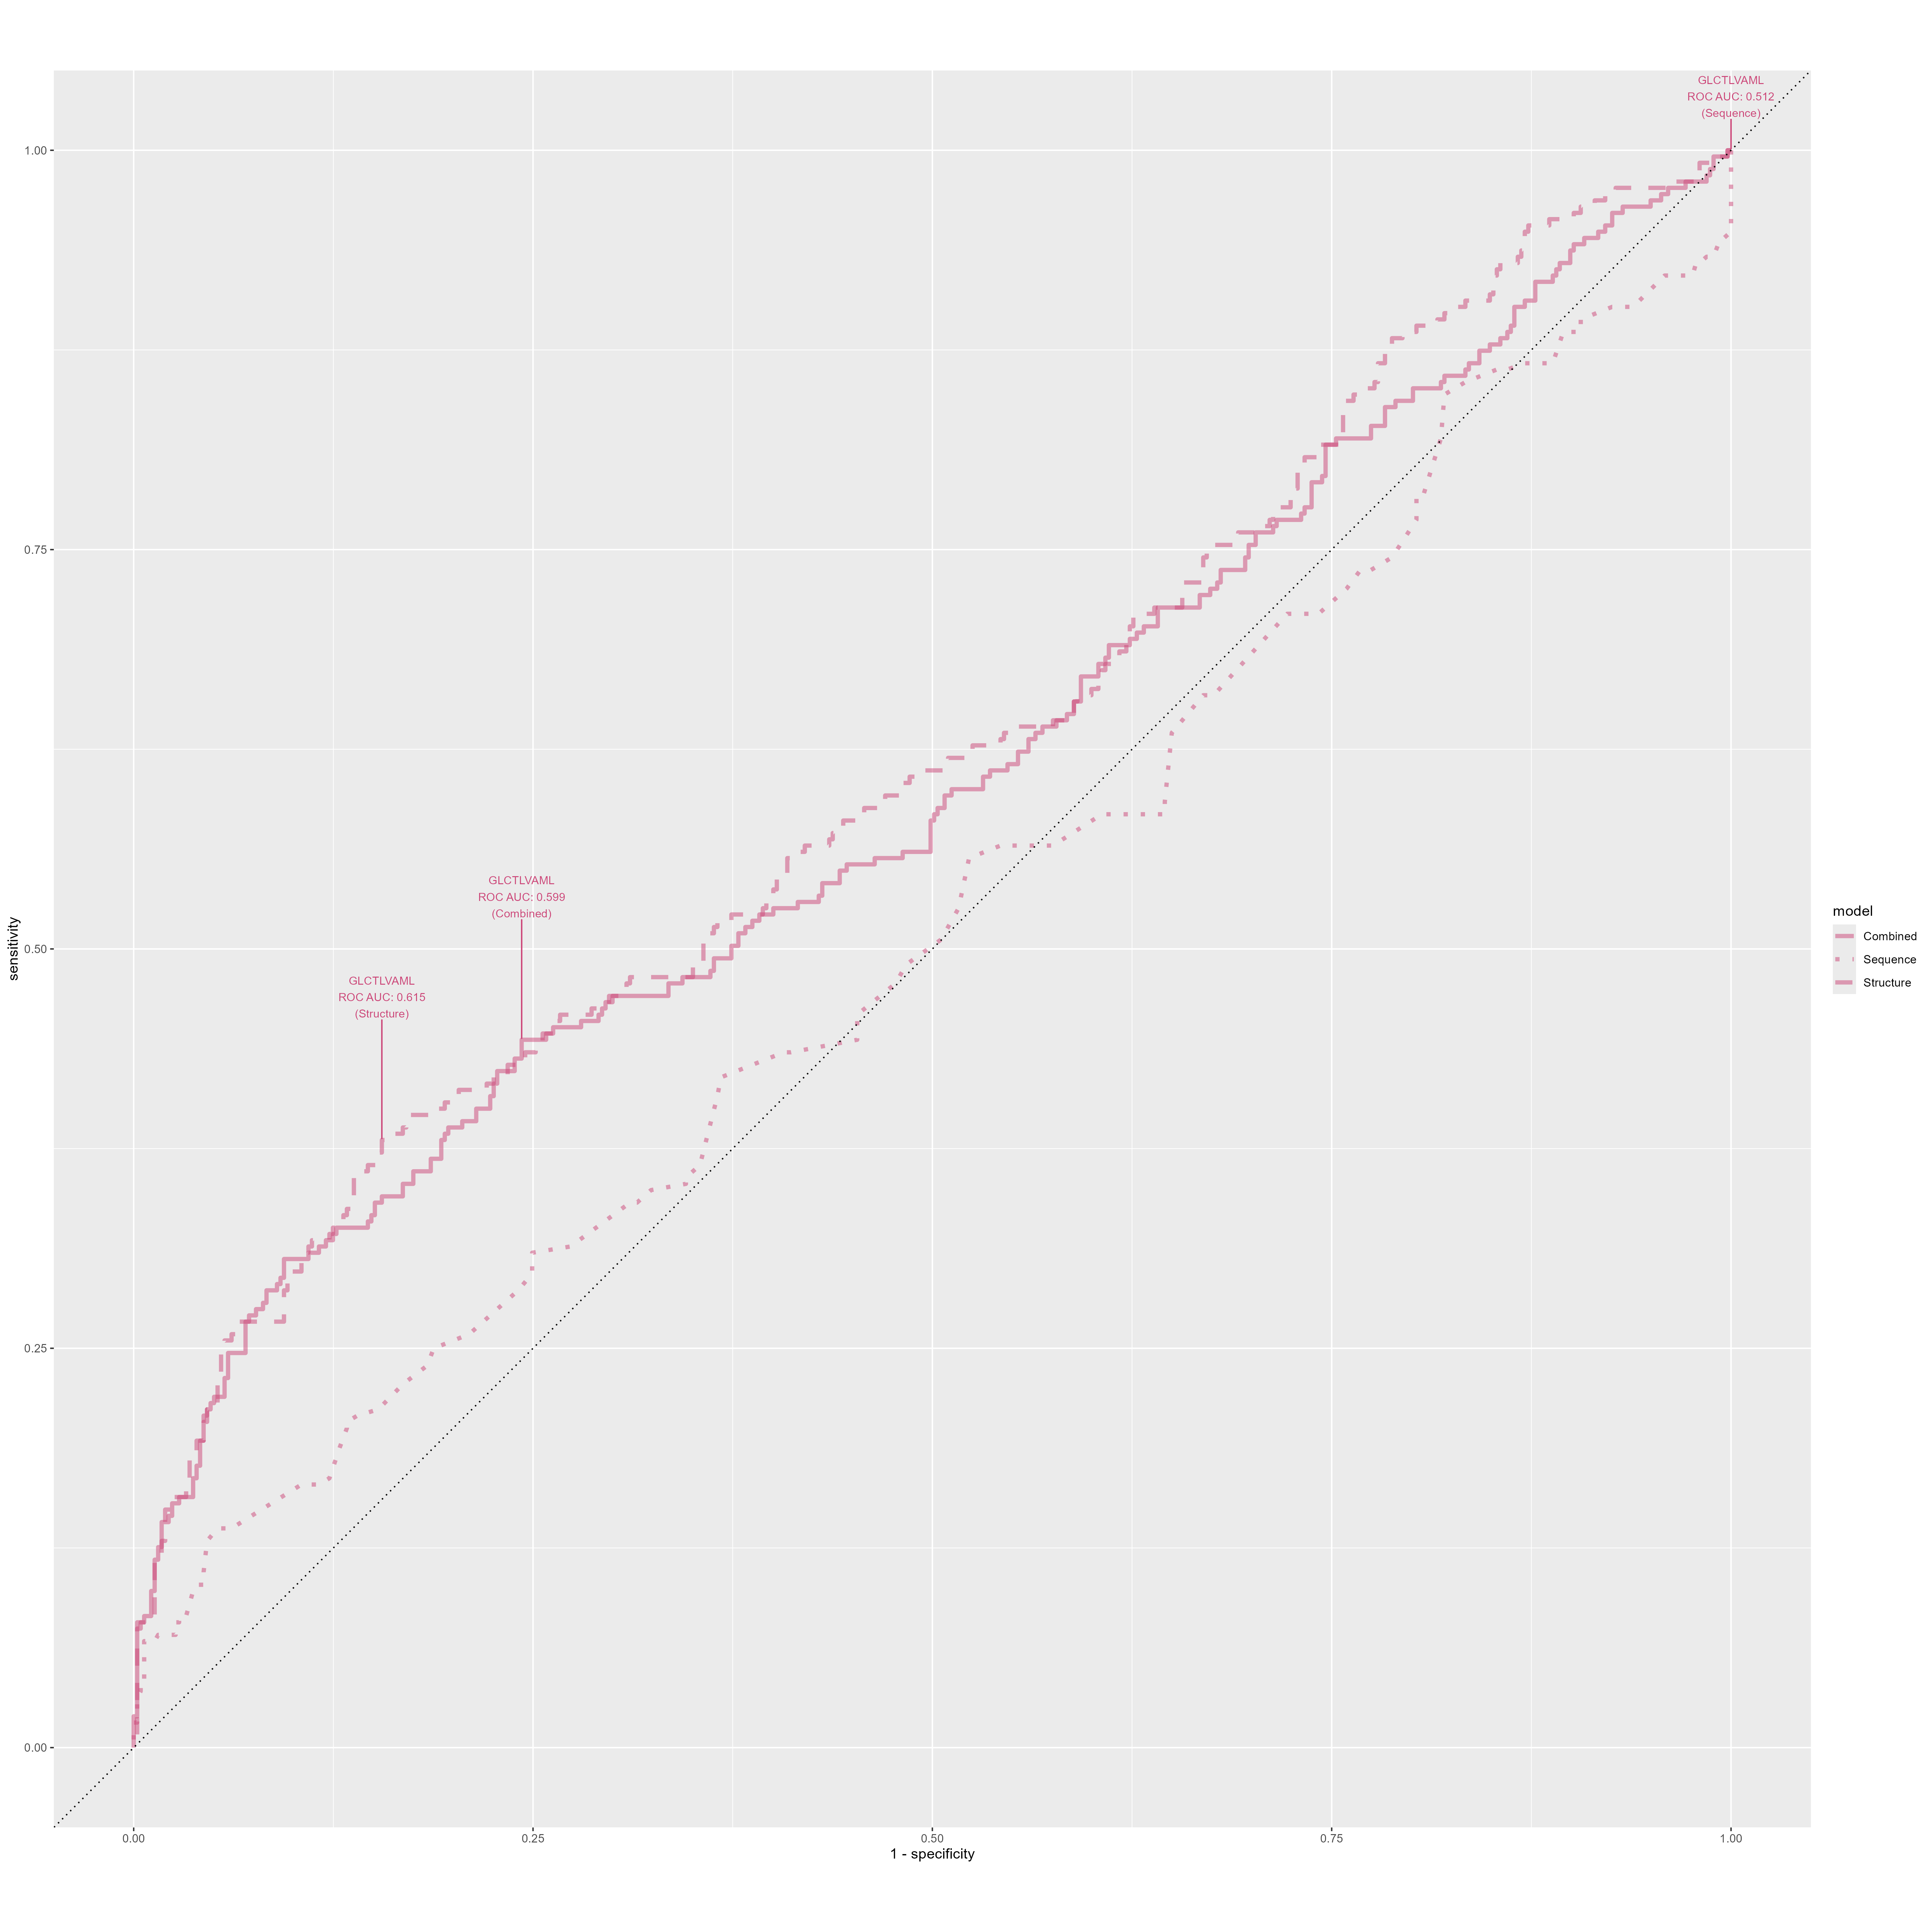 GLCTLVAML
ROC AUC: 0.512
(Sequence)
GLCTLVAML
ROC AUC: 0.599
(Combined)
GLCTLVAML
ROC AUC: 0.615
(Structure)
1.00
0.75
0.50
0.25
0.00
sensitivity
0.00
0.25
0.50
0.75
1.00
1 - specificity
model
Combined
Sequence
Structure